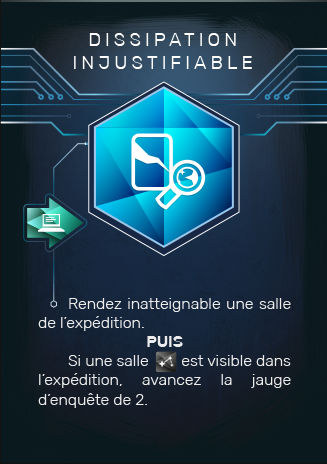 DISSIPATION
INJUSTIFIABLE
Rendez inatteignable une salle
de l'expédition.
PUIS
Si une salle est visible dans
l'expédition, avancez la jauge
d'enquête de 2.